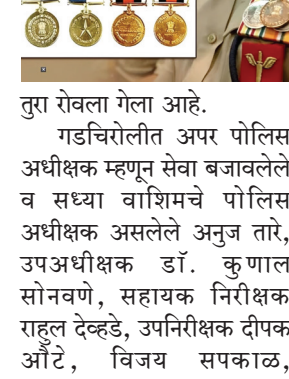 तुरा रोवला गेला आहे.
गडचिरोलीत अपर पोलिस
अधीक्षक म्हणून सेवा बजावलेले
व सध्या वाशिमचे पोलिस
अधीक्षक असलेले अनुज तारे,
उपअधीक्षक डॉ. कुणाल
सोनवणे, सहायक निरीक्षक
राहुल देव्हडे, उपनिरीक्षक दीपक
औटे, विजय सपकाळ,